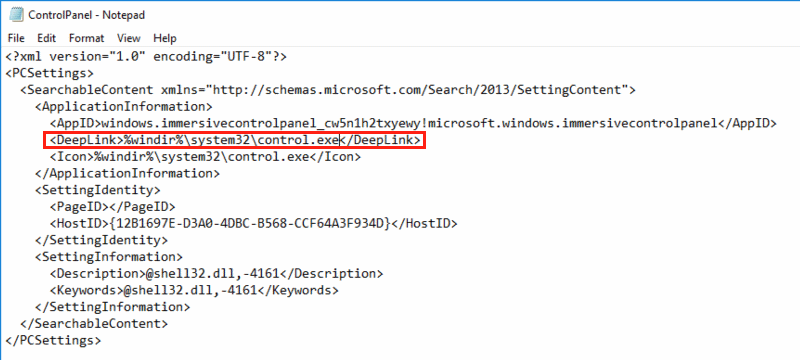 ControlPanel - Notepad
File Edit Format View Help
<?xml version="1.0" encoding="UTF-8"?>
<PCSettings>
<SearchableContent xmlns="http://schemas.microsoft.com/Search/2013/SettingContent">
<ApplicationInformation>
<AppID>windows.immersivecontrolpanel_cw5n1h2txyewy!microsoft.windows.immersivecontrolpanel</AppID>
<DeepLink>%windir%\system32\control.exe</DeepLink>
<Icon>%windir%\system32\control.exe</Icon>
</ApplicationInformation>
<SettingIdentity>
<PageID></PageID>
<HostID>{12B1697E-D3A0-4DBC-B568-CCF64A3F934D}</HostID>
</SettingIdentity>
<SettingInformation>
<Description>@shell32.dll,-4161</Description>
<Keywords>@shell32.dll,-4161</Keywords>
</SettingInformation>
</SearchableContent>
</PCSettings>